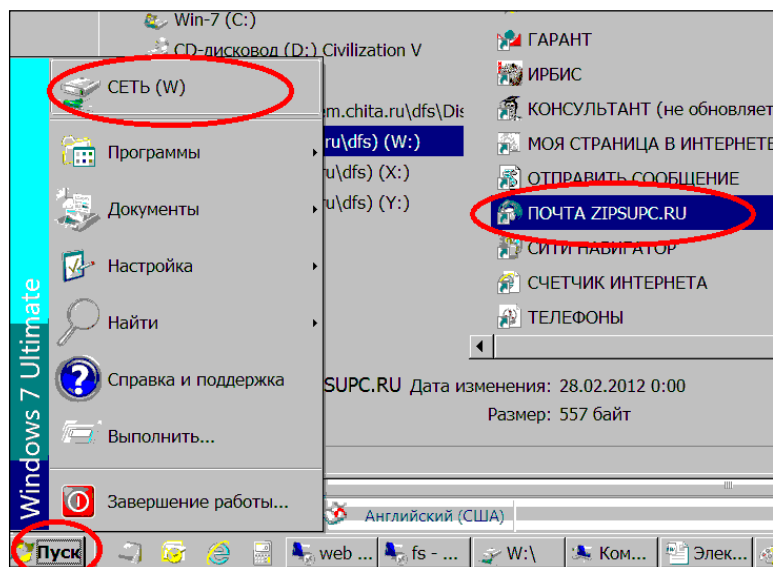 Win-7 (C:)
CD-дисковод (D:) Civilization V
em.chita.ru\dfs\Dis
ru\dfs) (W:)
u\dfs) (X:)
u\dfs) (Y:)
ГАРАНТ
ИРБИС
КОНСУЛЬТАНТ (не обновляет
МОЯ СТРАНИЦА В ИНТЕРНЕТЕ
ОТПРАВИТЬ СООБЩЕНИЕ
ПОЧТА ZIPSUPC.RU
СИТИ НАВИГАТОР
СЧЕТЧИК ИНТЕРНЕТА
ТЕЛЕФОНЫ
СЕТЬ (W)
Программы
Документы
Настройка
Найти
Справка и поддержка
Выполнить...
Завершение работы...
Windows 7 Ultimate
SUPC.RU Дата изменения: 28.02.2012 0:00
Размер: 557 байт
Английский (США)
Пуск
web ...
fs - ...
W:\
Ком...
Элек...